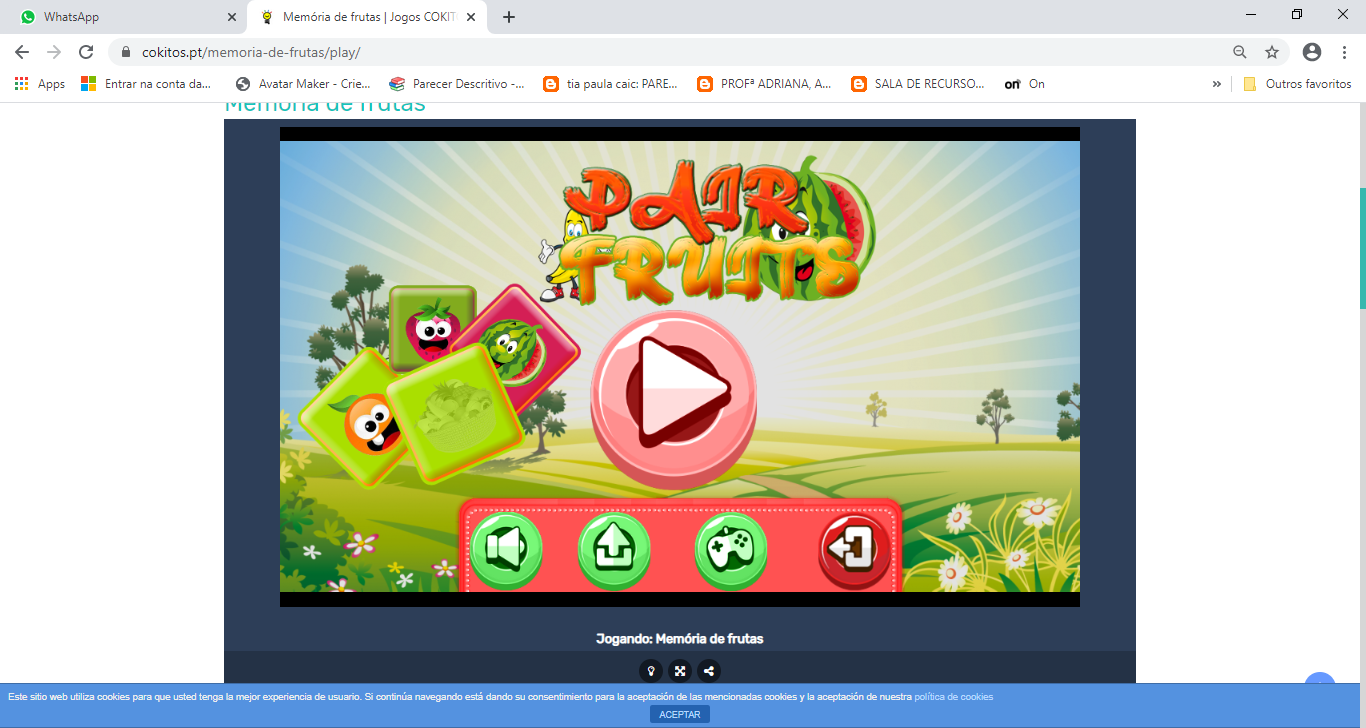 WhatsApp
Memória de frutas | Jogos COKIT
cokitos.pt/memoria-de-frutas/play/
Apps
Entrar na conta da...
Avatar Maker - Crie...
Parecer Descritivo -...
tia paula caic: PARE...
PROFª ADRIANA, A...
SALA DE RECURSO...
on
On
»
Outros favoritos
Memória de frutas
PAIR
FRUITS
Jogando: Memória de frutas
Este sitio web utiliza cookies para que usted tenga la mejor experiencia de usuario. Si continúa navegando está dando su consentimiento para la aceptación de las mencionadas cookies y la aceptación de nuestra política de cookies
ACEPTAR